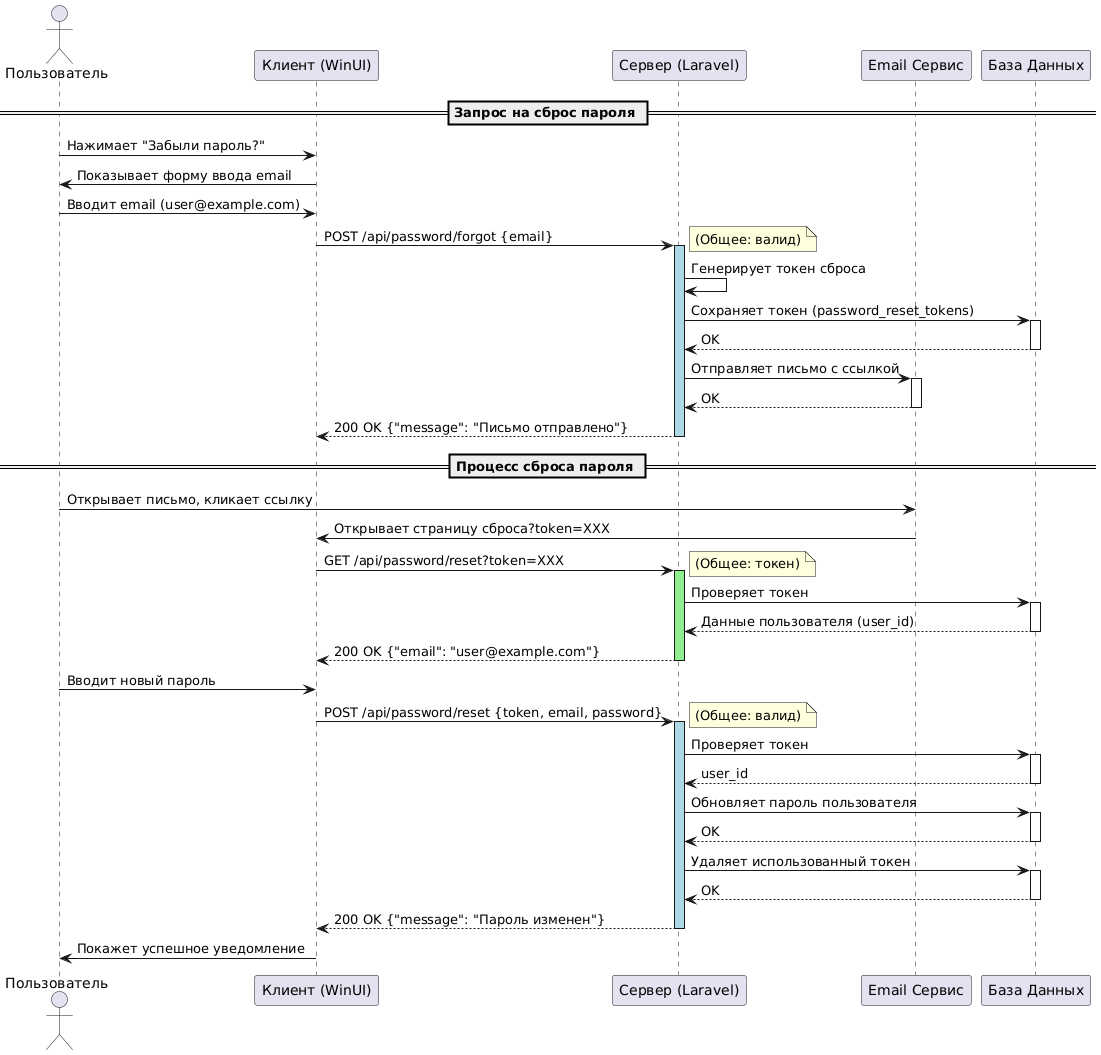 Пользователь
Клиент (WinUI)
Сервер (Laravel)
Email Сервис
База Данных
Запрос на сброс пароля
Нажимает "Забыли пароль?"
Показывает форму ввода email
Вводит email (user@example.com)
POST /api/password/forgot {email}
(Общее: валид)
Генерирует токен сброса
Сохраняет токен (password_reset_tokens)
OK
Отправляет письмо с ссылкой
OK
200 OK {"message": "Письмо отправлено"}
Процесс сброса пароля
Открывает письмо, кликает ссылку
Открывает страницу сброса?token=XXX
GET /api/password/reset?token=XXX
(Общее: токен)
Проверяет токен
Данные пользователя (user_id)
200 OK {"email": "user@example.com"}
Вводит новый пароль
POST /api/password/reset {token, email, password}
(Общее: валид)
Проверяет токен
user_id
Обновляет пароль пользователя
OK
Удаляет использованный токен
OK
200 OK {"message": "Пароль изменен"}
Покажет успешное уведомление
Пользователь
Клиент (WinUI)
Сервер (Laravel)
Email Сервис
База Данных